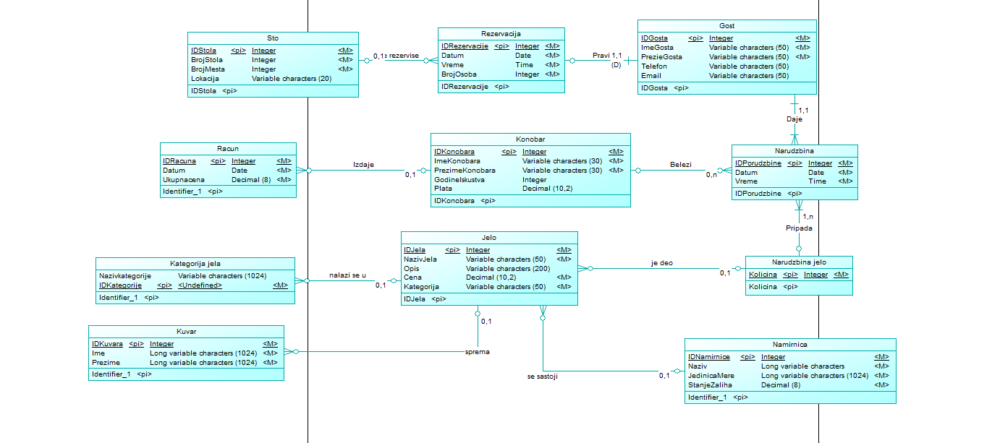 Sto
IDStola <pi> Integer <M>
BrojStola Integer <M>
BrojMesta Integer <M>
Lokacija Variable characters (20)
IDStola <pi>
0,1
rezervise
Rezervacija
IDRezervacije <pi> Integer <M>
Datum Date <M>
Vreme Time <M>
BrojOsoba Integer <M>
IDRezervacije <pi>
Pravi 1,1
(D)
Gost
IDGosta <pi> Integer <M>
ImeGosta Variable characters (50) <M>
PrezieGosta Variable characters (50) <M>
Telefon Variable characters (50)
Email Variable characters (50)
IDGosta <pi>
1,1
Daje
Racun
IDRacuna <pi> Integer <M>
Datum Date <M>
Ukupnacena Decimal (8) <M>
Identifier_1 <pi>
Izdaje
0,1
Konobar
IDKonobara <pi> Integer <M>
ImeKonobara Variable characters (30) <M>
PrezimeKonobara Variable characters (30) <M>
GodineIskustva Integer
Plata Decimal (10,2)
IDKonobara <pi>
Belezi
0,n
Narudzbina
IDPorudzbine <pi> Integer <M>
Datum Date <M>
Vreme Time <M>
IDPorudzbine <pi>
1,n
Pripada
Kategorija jela
Nazivkategorije Variable characters (1024)
IDKategorije <pi> <Undefined> <M>
Identifier_1 <pi>
nalazi se u
0,1
Jelo
IDJela <pi> Integer <M>
NazivJela Variable characters (50) <M>
Opis Variable characters (200)
Cena Decimal (10,2) <M>
Kategorija Variable characters (50) <M>
IDJela <pi>
je deo
0,1
Narudzbina jelo
Kolicina <pi> Integer <M>
Kolicina <pi>
0,1
Kuvar
IDKuvara <pi> Integer <M>
Ime Long variable characters (1024) <M>
Prezime Long variable characters (1024) <M>
Identifier_1 <pi>
sprema
se sastoji
0,1
Namirnica
IDNamirnice <pi> Integer <M>
Naziv Long variable characters <M>
JedinicaMere Long variable characters (1024) <M>
StanjeZaliha Decimal (8) <M>
Identifier_1 <pi>